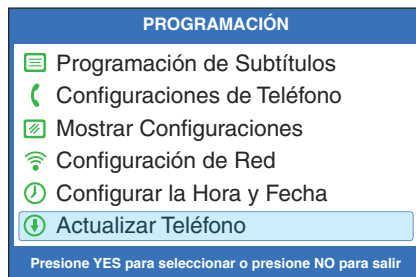 PROGRAMACIÓN
Programación de Subtítulos
Configuraciones de Teléfono
Mostrar Configuraciones
Configuración de Red
Configurar la Hora y Fecha
Actualizar Teléfono
Presione YES para seleccionar o presione NO para salir